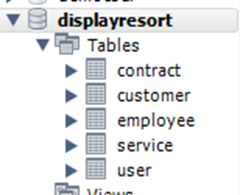 displayresort
Tables
contract
customer
employee
service
user
Views